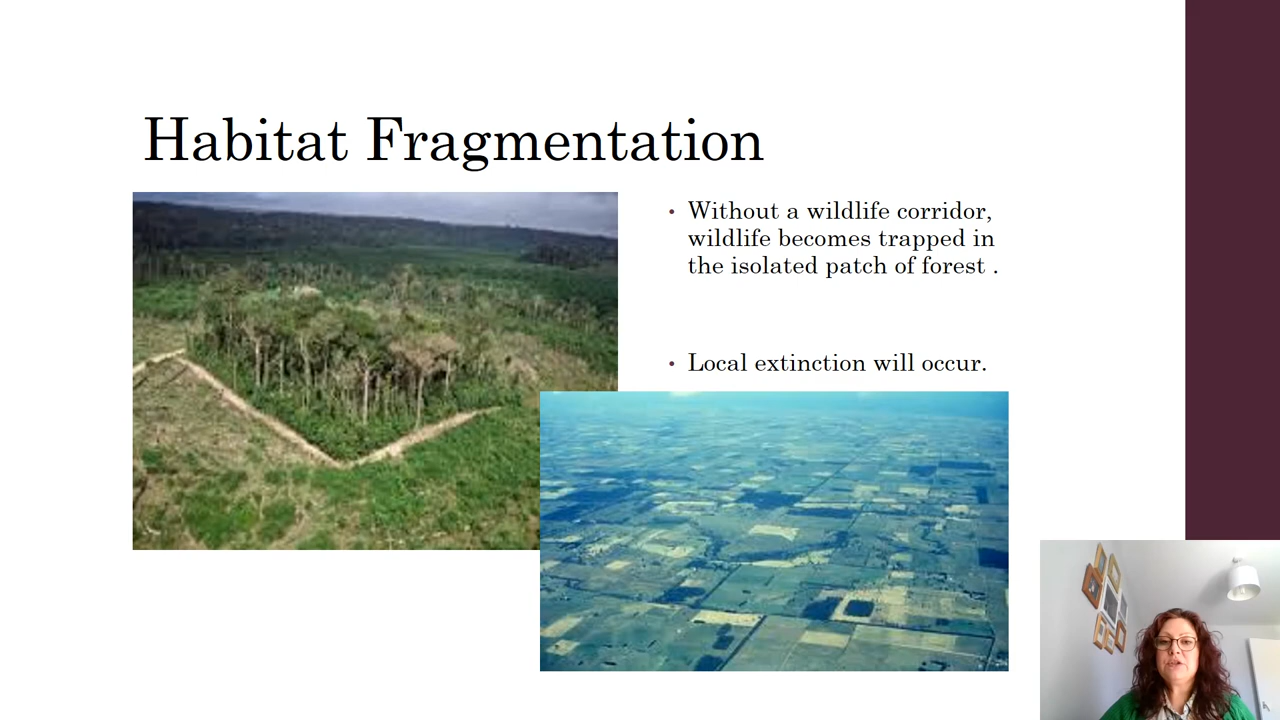 Habitat Fragmentation
• Without a wildlife corridor,
wildlife becomes trapped in
the isolated patch of forest .
• Local extinction will occur.